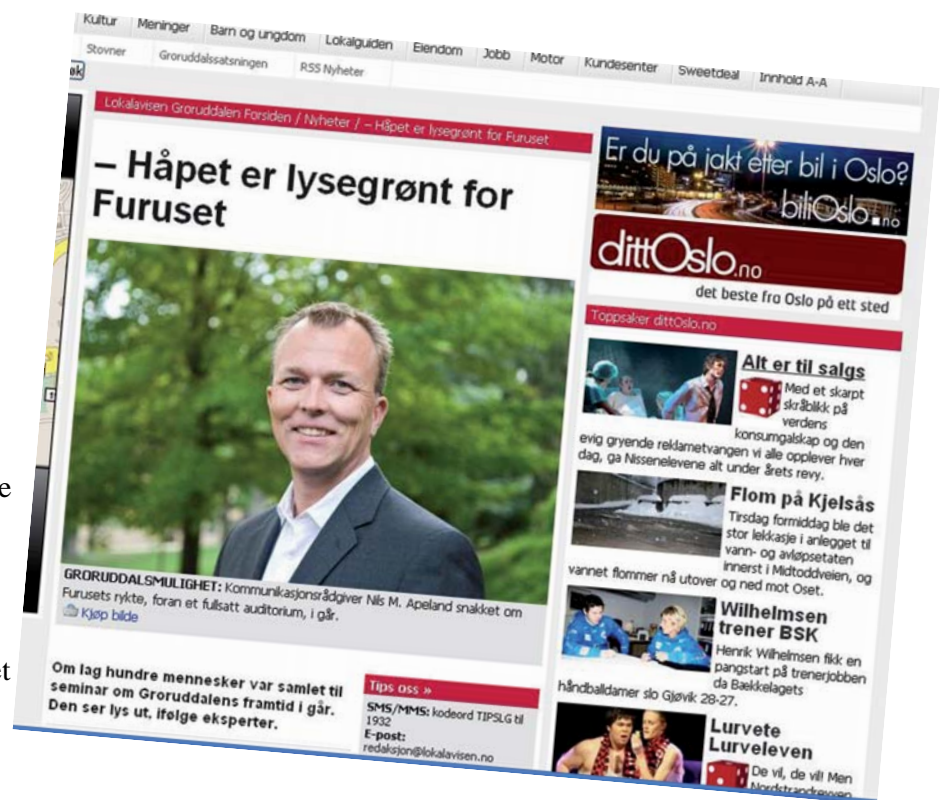 Kultur Meninger Barn og ungdom Lokalguiden Eiendom Jobb Motor Kundesenter Sweetdeal Innhold A-A
Stovner Groruddalssatsningen RSS Nyheter
øk
Lokalavisen Groruddalen Forsiden / Nyheter / – Håpet er lysegrønt for Furuset
– Håpet er lysegrønt for
Furuset
GRORUDDALSMULIGHET: Kommunikasjonsrådgiver Nils M. Apeland snakket om
Furusets rykte, foran et fullsatt auditorium, i går.
Kjøp bilde
Om lag hundre mennesker var samlet til
seminar om Groruddalens framtid i går.
Den ser lys ut, ifølge eksperter.
Tips oss »
SMS/MMS: kodeord TIPSLG til
1932
E-post:
redaksjon@lokalavisen.no
Er du på jakt etter bil i Oslo?
biliOslo.no
dittOslo.no
det beste fra Oslo på ett sted
Toppsaker dittOslo.no
Alt er til salgs
Med et skarpt
skråblikk på
verdens
konsumgalskap og den
evig gryende reklametvangen vi alle opplever hver
dag, ga Nissenelevene alt under årets revy.
Flom på Kjelsås
Tirsdag formiddag ble det
stor lekkasje i anlegget til
vann- og avløpsetaten
innerst i Midtoddveien, og
vannet flommer nå utover og ned mot Oset.
Wilhelmsen
trener BSK
Henrik Wilhelmsen fikk en
pangstart på trenerjobben
da Bækkelagets
håndballdamer slo Gjøvik 28-27.
Lurvete
Lurveleven
De vil, de vil! Men
Nordstrandrevyen
e
t